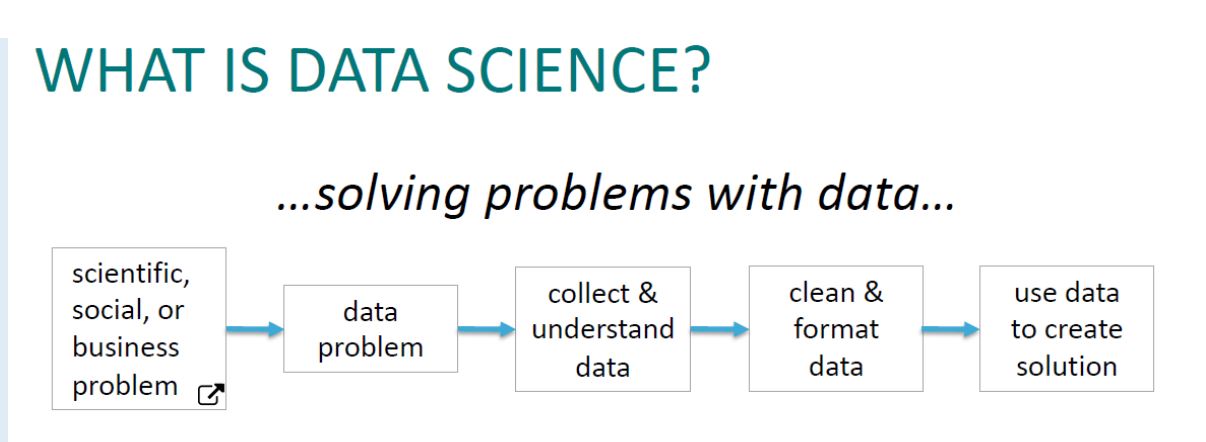 WHAT IS DATA SCIENCE?
...solving problems with data...
scientific,
social, or
business
problem
data
problem
collect &
understand
data
clean &
format
data
use data
to create
solution